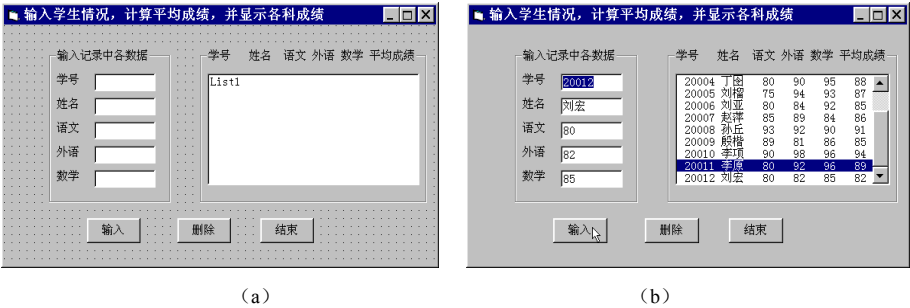 输入学生情况，计算平均成绩，并显示各科成绩
输入记录中各数据
学号
姓名
语文
外语
数学
学号 姓名 语文 外语 数学 平均成绩
List1
输入 删除 结束
(a)
输入学生情况，计算平均成绩，并显示各科成绩
输入记录中各数据
学号 20012
姓名 刘宏
语文 80
外语 82
数学 85
学号 姓名 语文 外语 数学 平均成绩
20004 丁图 80 90 95 88
20005 刘榴 75 94 93 87
20006 刘亚 80 84 92 85
20007 赵萍 85 89 84 86
20008 孙丘 93 92 90 91
20009 殷楷 89 81 86 85
20010 李项 90 98 96 94
20011 李原 80 92 96 89
20012 刘宏 80 82 85 82
输入 删除 结束
(b)